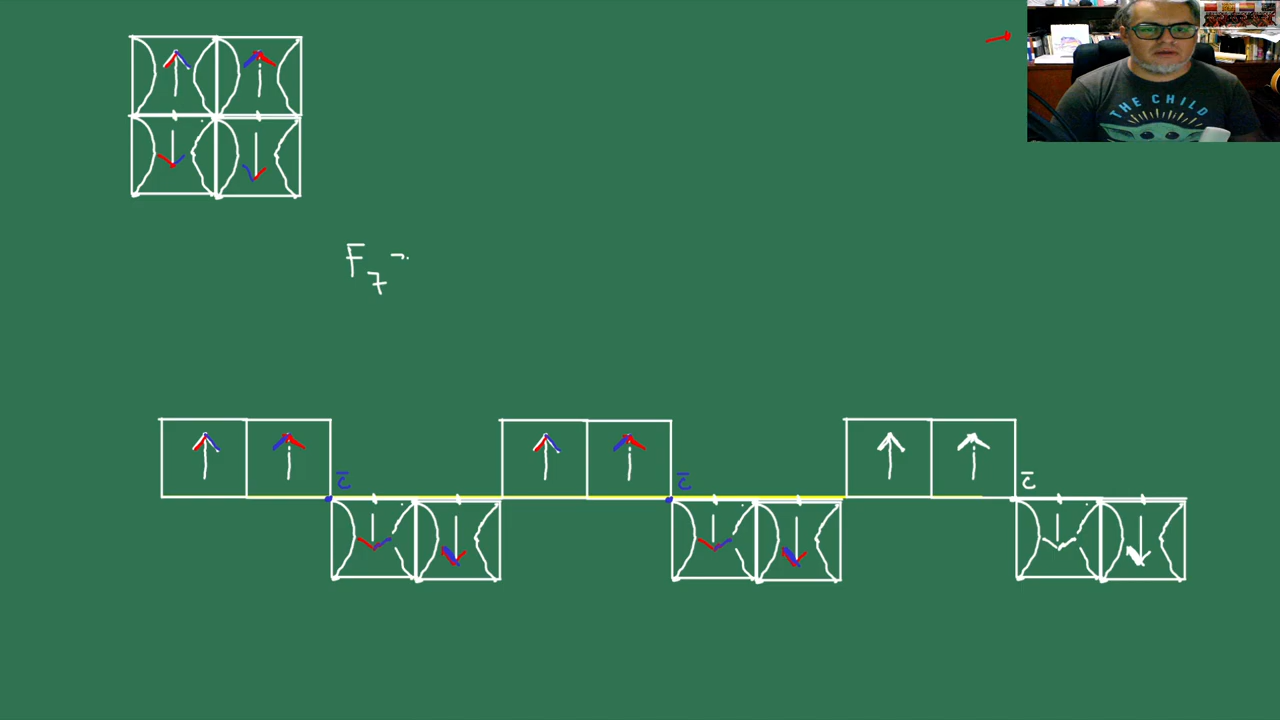 THE CHILD
F₇ =
c̄ c̄ c̄